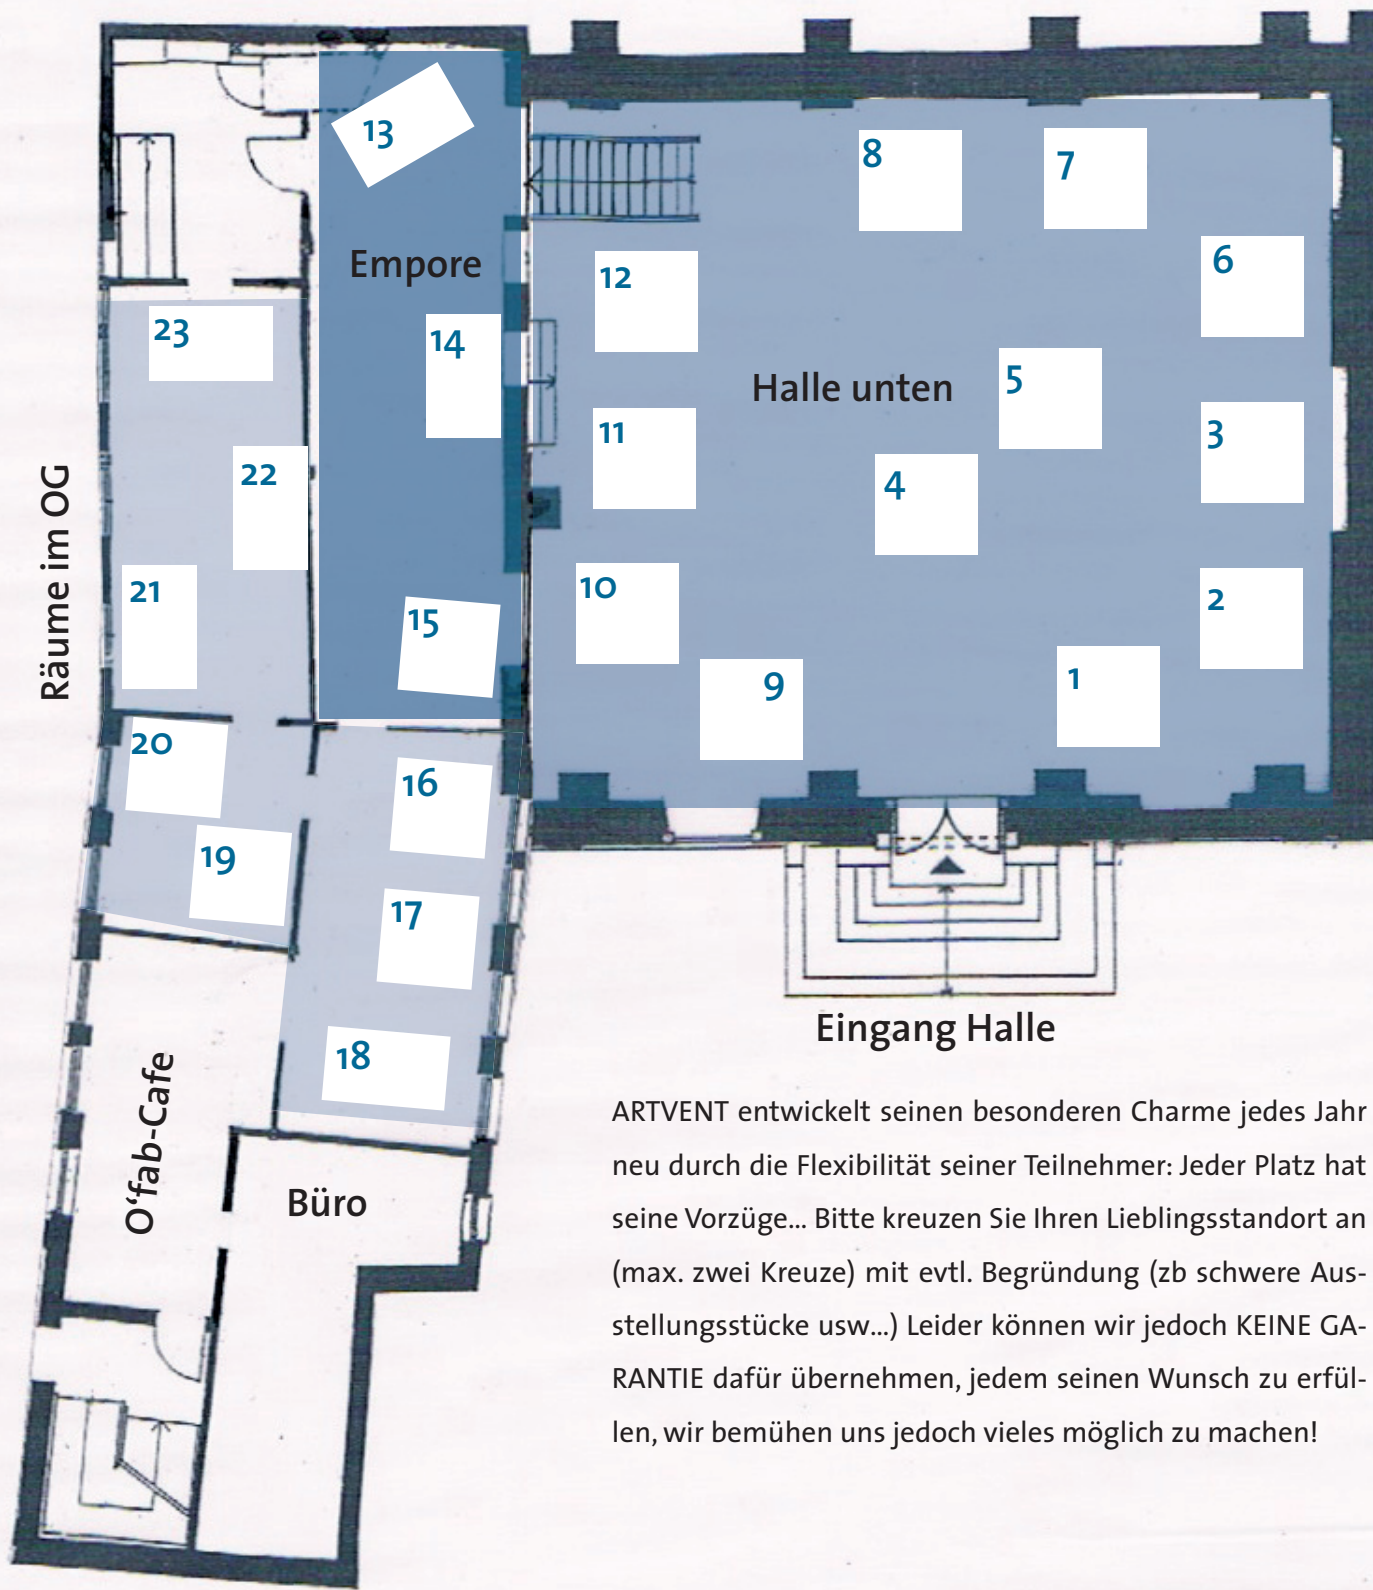 13
8
7
6
Empore
12
23
14
5
Halle unten
11
3
22
4
Räume im OG
21
10
2
15
9
1
20
16
19
17
18
Eingang Halle
O‘fab-Cafe
Büro
ARTVENT entwickelt seinen besonderen Charme jedes Jahr
neu durch die Flexibilität seiner Teilnehmer: Jeder Platz hat
seine Vorzüge... Bitte kreuzen Sie Ihren Lieblingsstandort an
(max. zwei Kreuze) mit evtl. Begründung (zb schwere Aus-
stellungsstücke usw...) Leider können wir jedoch KEINE GA-
RANTIE dafür übernehmen, jedem seinen Wunsch zu erfül-
len, wir bemühen uns jedoch vieles möglich zu machen!